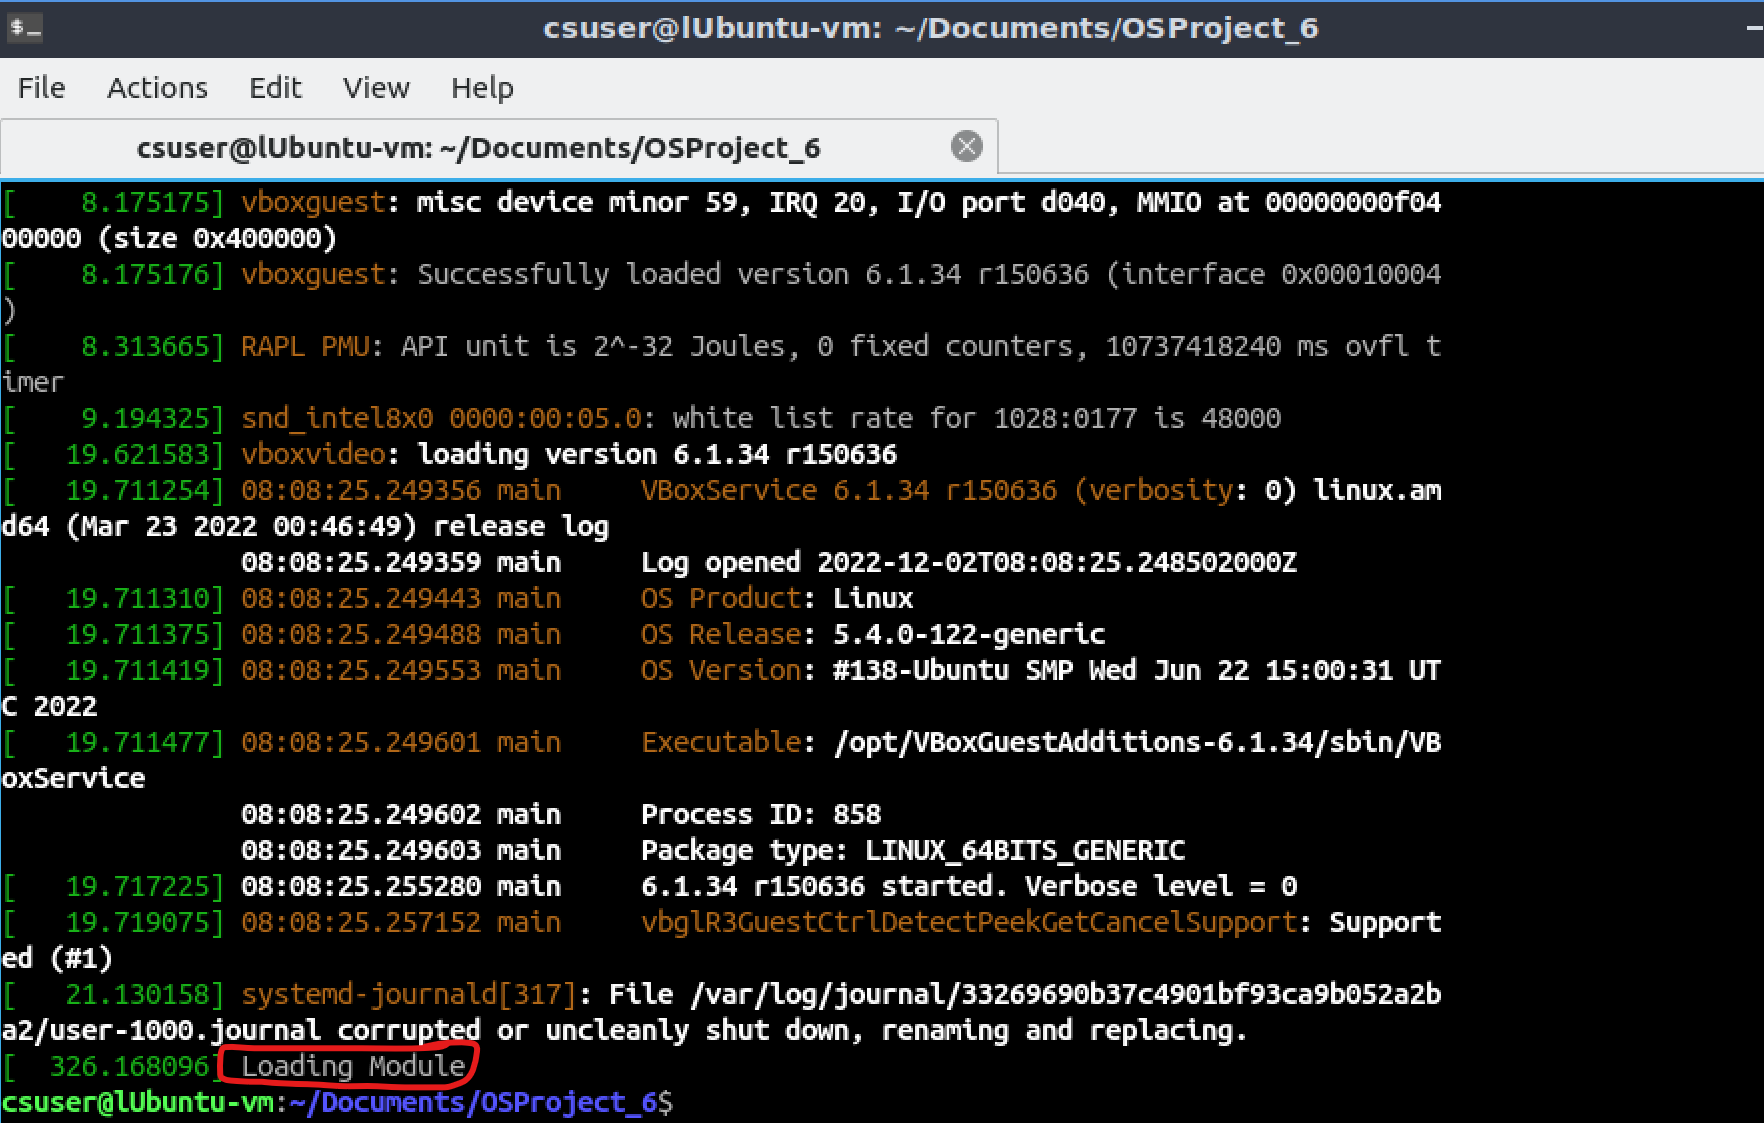 csuser@lUbuntu-vm: ~/Documents/OSProject_6
File Actions Edit View Help
csuser@lUbuntu-vm: ~/Documents/OSProject_6
[    8.175175] vboxguest: misc device minor 59, IRQ 20, I/O port d040, MMIO at 00000000f04
00000 (size 0x400000)
[    8.175176] vboxguest: Successfully loaded version 6.1.34 r150636 (interface 0x00010004
)
[    8.313665] RAPL PMU: API unit is 2^-32 Joules, 0 fixed counters, 10737418240 ms ovfl t
imer
[    9.194325] snd_intel8x0 0000:00:05.0: white list rate for 1028:0177 is 48000
[   19.621583] vboxvideo: loading version 6.1.34 r150636
[   19.711254] 08:08:25.249356 main     VBoxService 6.1.34 r150636 (verbosity: 0) linux.am
d64 (Mar 23 2022 00:46:49) release log
               08:08:25.249359 main     Log opened 2022-12-02T08:08:25.248502000Z
[   19.711310] 08:08:25.249443 main     OS Product: Linux
[   19.711375] 08:08:25.249488 main     OS Release: 5.4.0-122-generic
[   19.711419] 08:08:25.249553 main     OS Version: #138-Ubuntu SMP Wed Jun 22 15:00:31 UT
C 2022
[   19.711477] 08:08:25.249601 main     Executable: /opt/VBoxGuestAdditions-6.1.34/sbin/VB
oxService
               08:08:25.249602 main     Process ID: 858
               08:08:25.249603 main     Package type: LINUX_64BITS_GENERIC
[   19.717225] 08:08:25.255280 main     6.1.34 r150636 started. Verbose level = 0
[   19.719075] 08:08:25.257152 main     vbglR3GuestCtrlDetectPeekGetCancelSupport: Support
ed (#1)
[   21.130158] systemd-journald[317]: File /var/log/journal/33269690b37c4901bf93ca9b052a2b
a2/user-1000.journal corrupted or uncleanly shut down, renaming and replacing.
[  326.168096] Loading Module
csuser@lUbuntu-vm:~/Documents/OSProject_6$